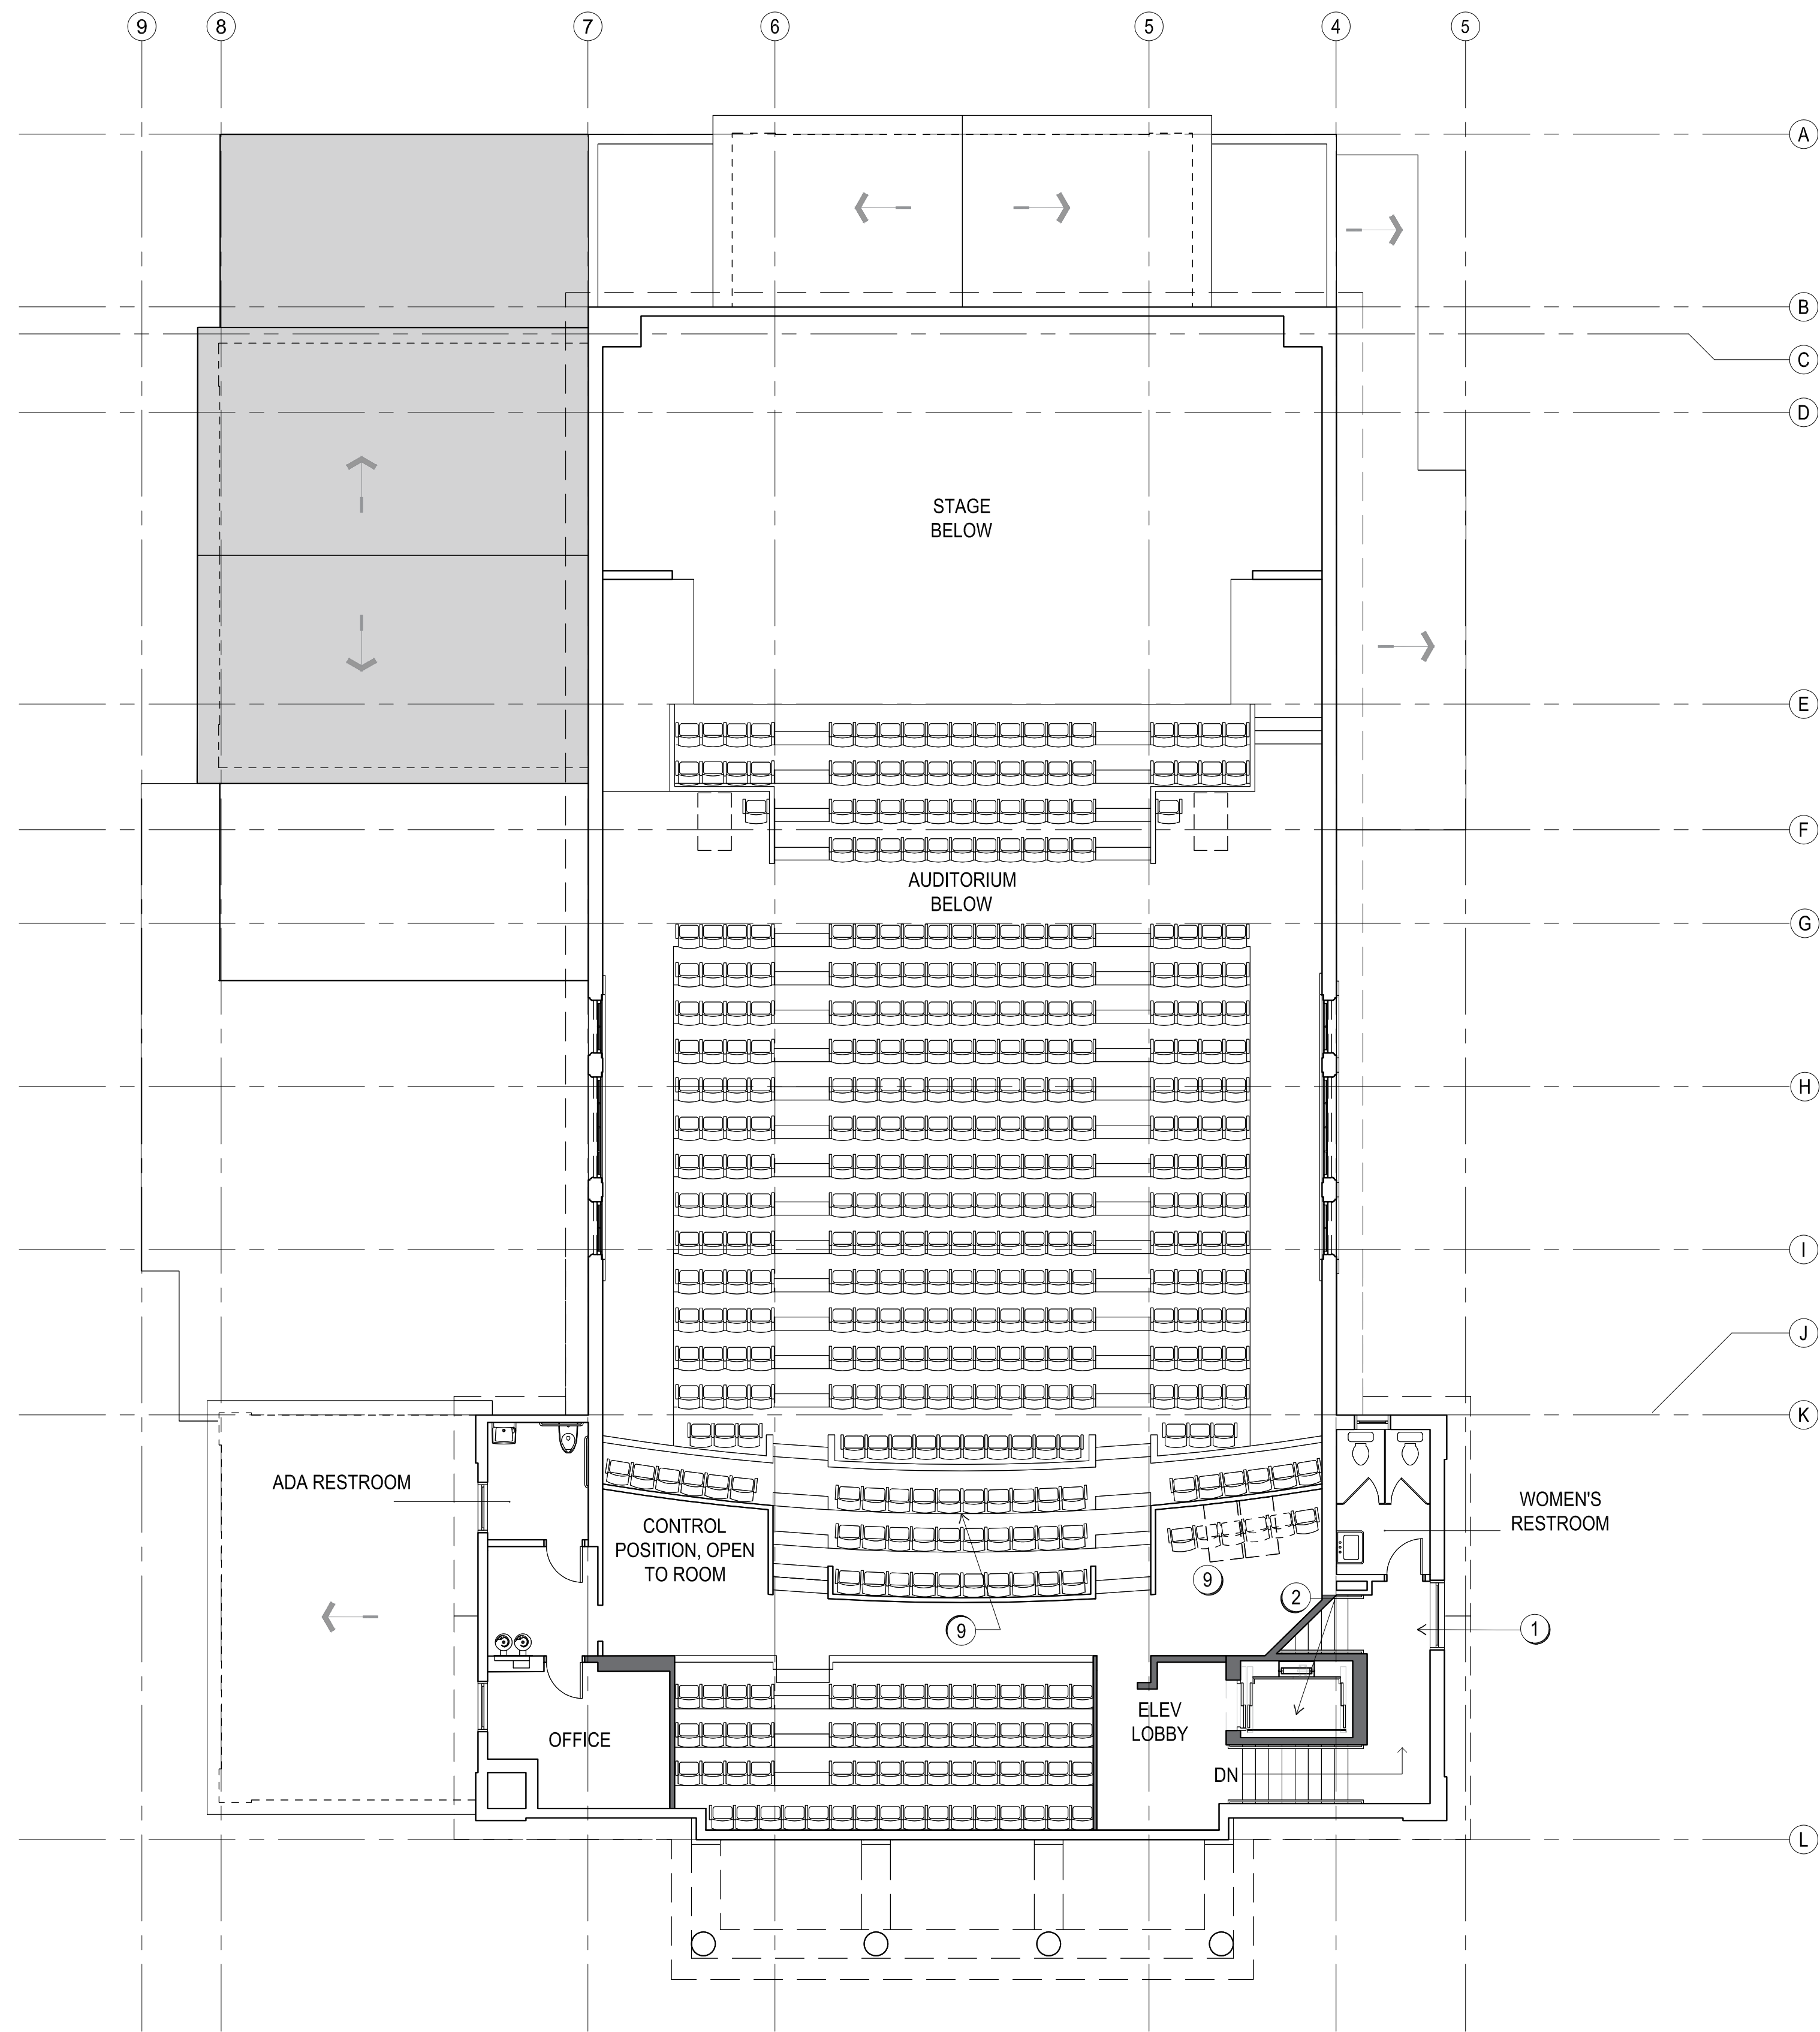 9
8
7
6
5
4
5
A
B
C
D
STAGE
BELOW
E
F
AUDITORIUM
BELOW
G
H
I
J
K
ADA RESTROOM
CONTROL
POSITION, OPEN
TO ROOM
WOMEN'S
RESTROOM
9
2
9
1
OFFICE
ELEV
LOBBY
DN
L